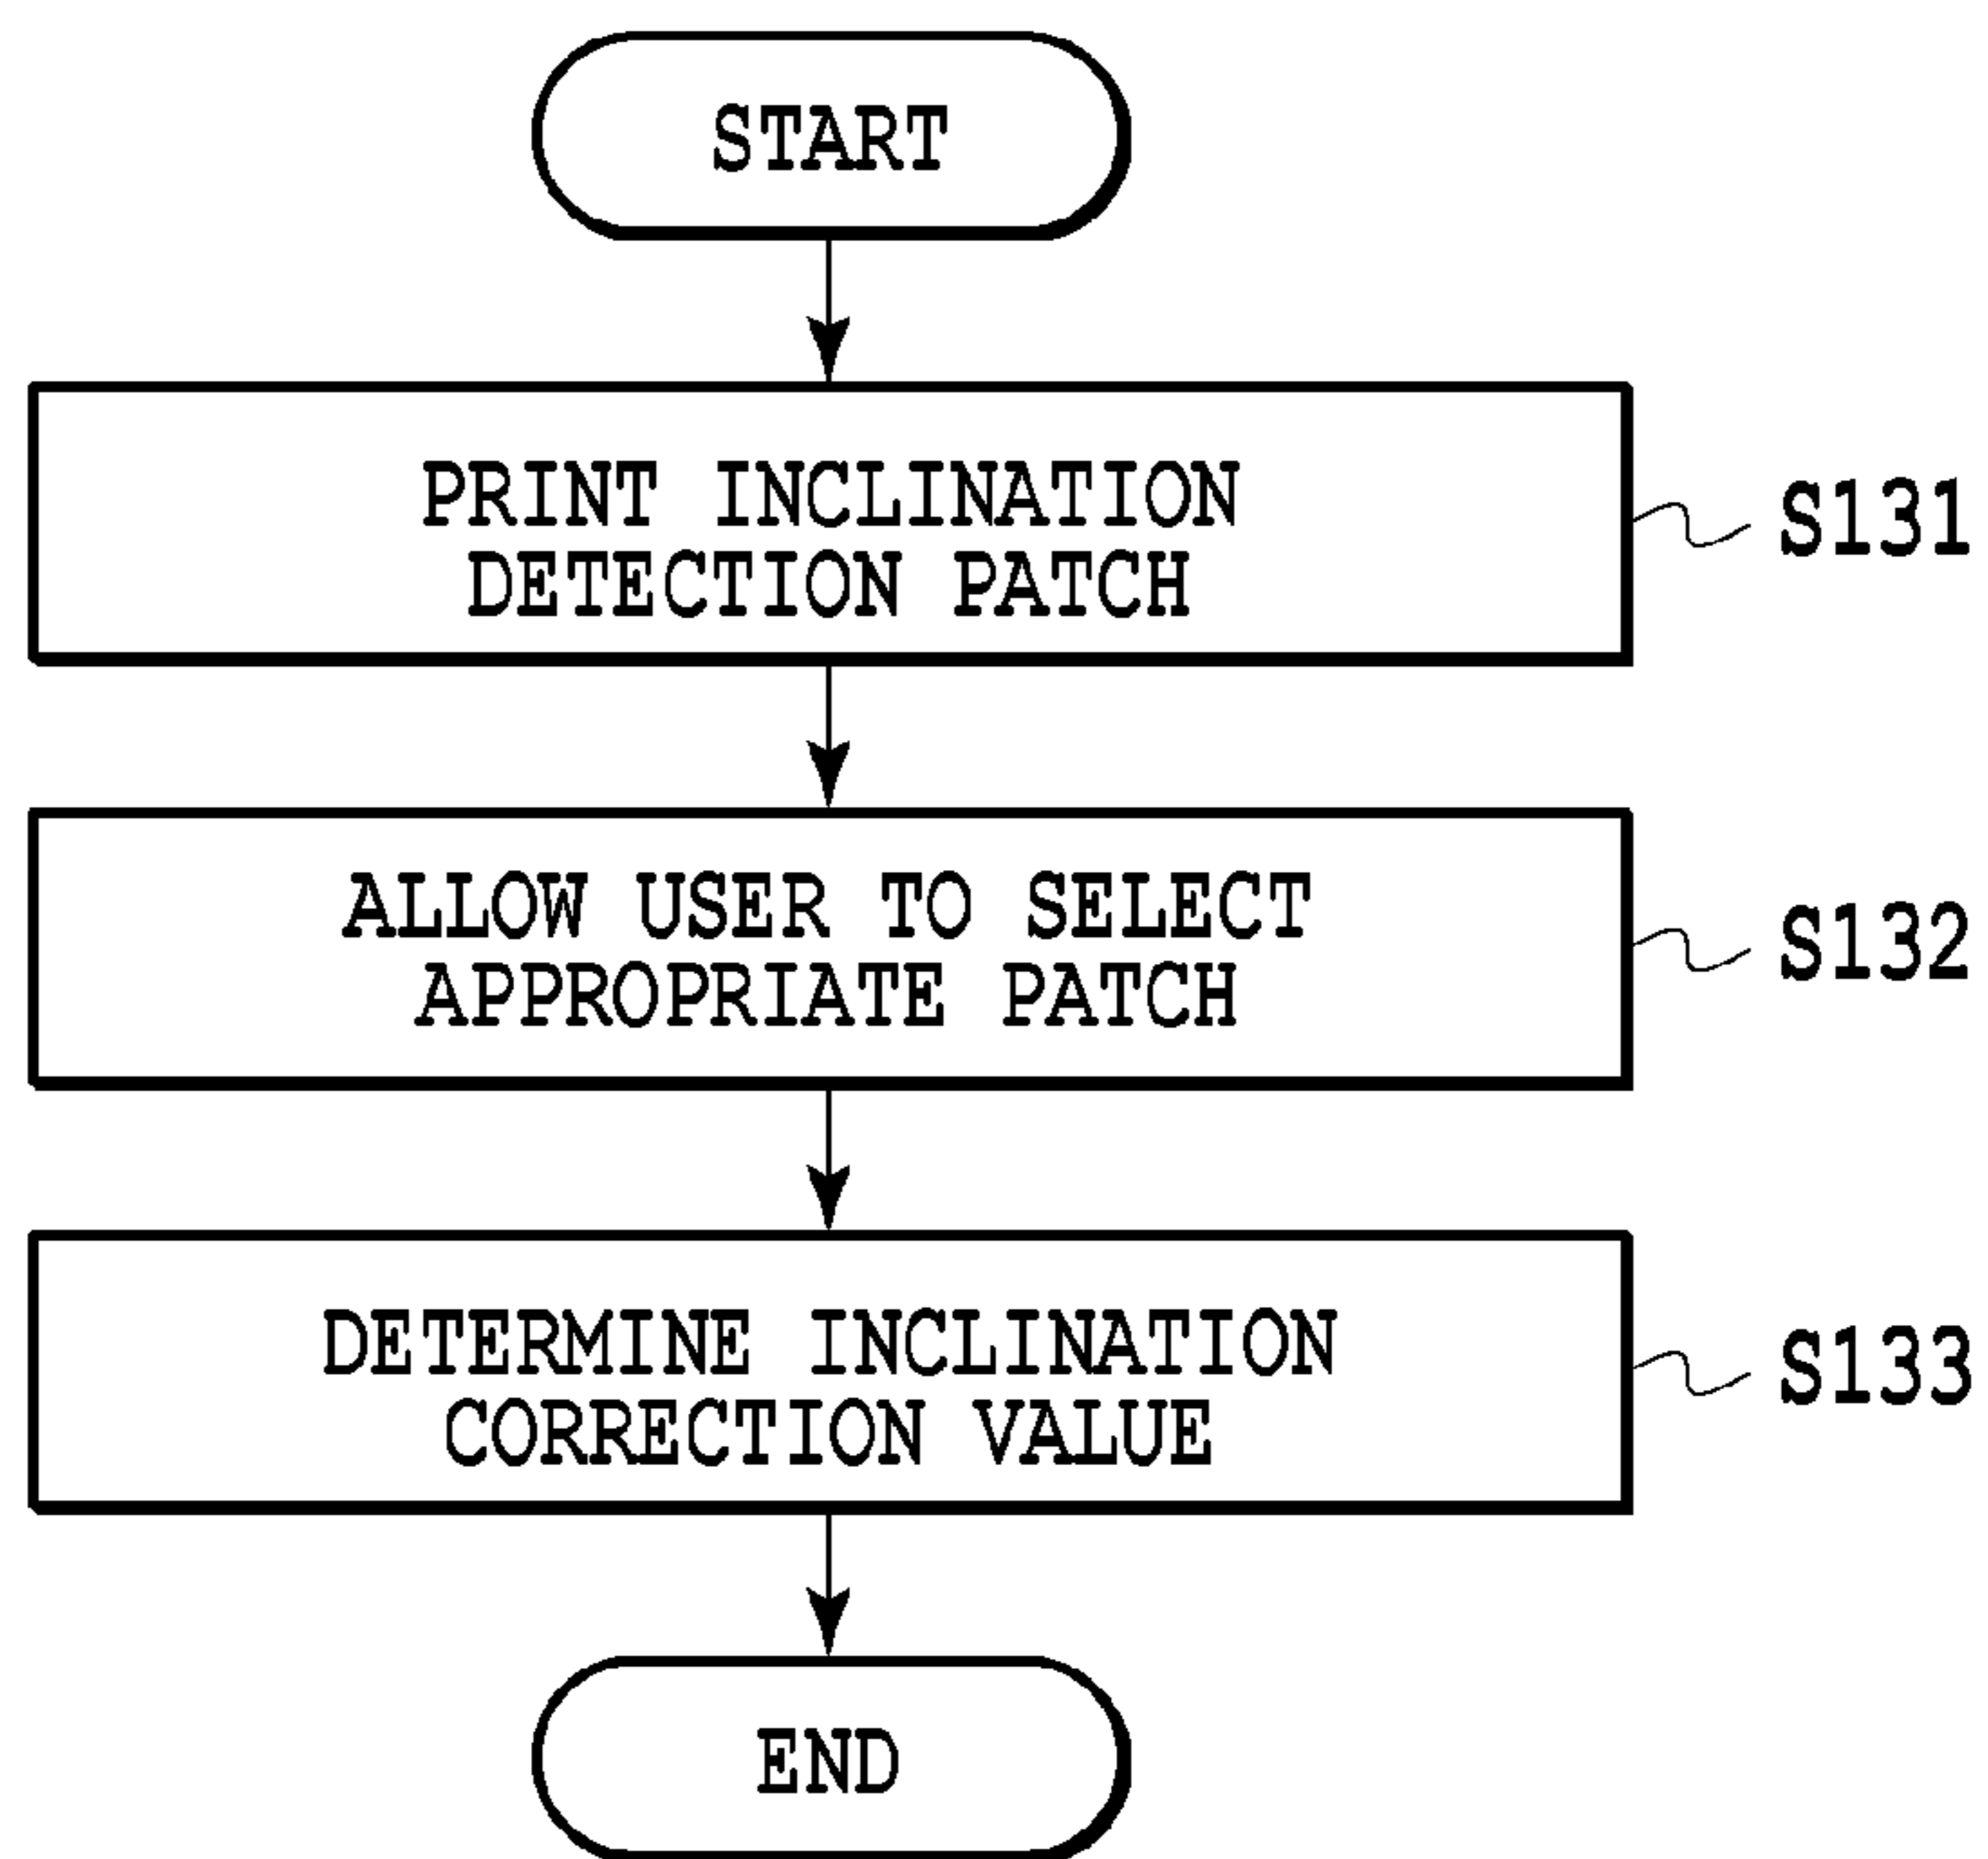 START
PRINT INCLINATION
DETECTION PATCH
S131
ALLOW USER TO SELECT
APPROPRIATE PATCH
S132
DETERMINE INCLINATION
CORRECTION VALUE
S133
END